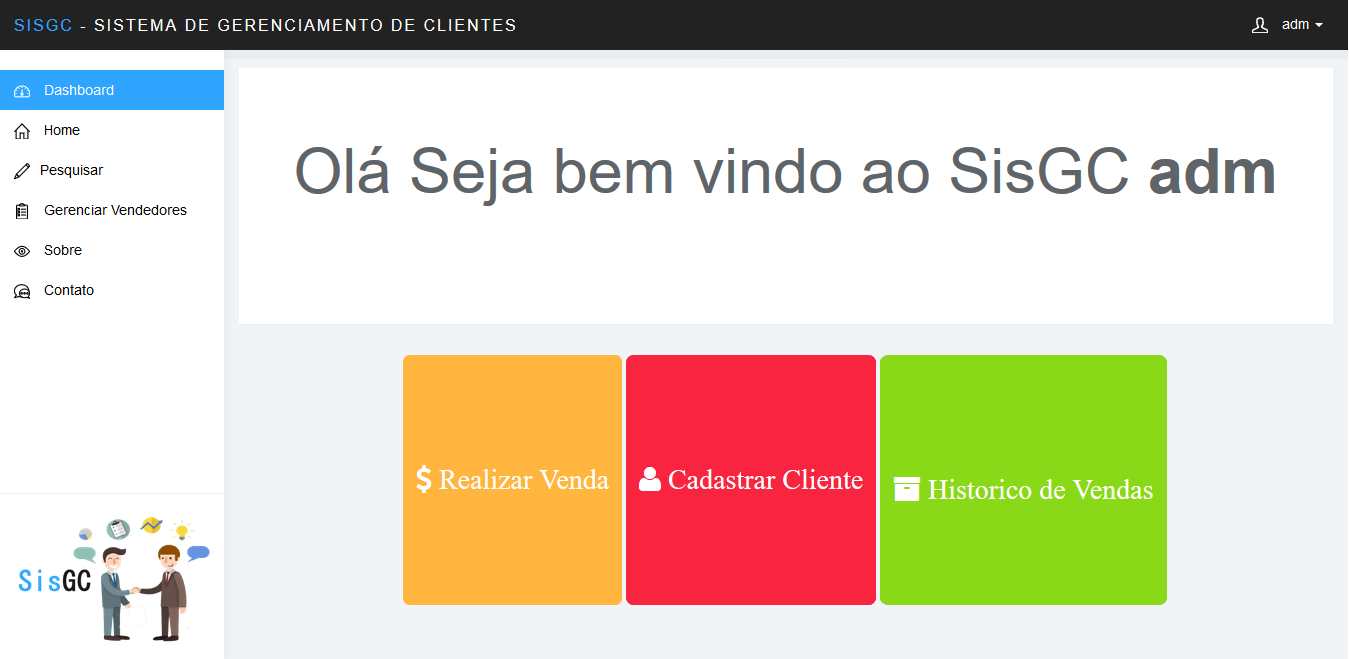 SISGC - SISTEMA DE GERENCIAMENTO DE CLIENTES
adm
Dashboard
Home
Pesquisar
Gerenciar Vendedores
Sobre
Contato
Olá Seja bem vindo ao SisGC adm
Realizar Venda
Cadastrar Cliente
Historico de Vendas
SisGC